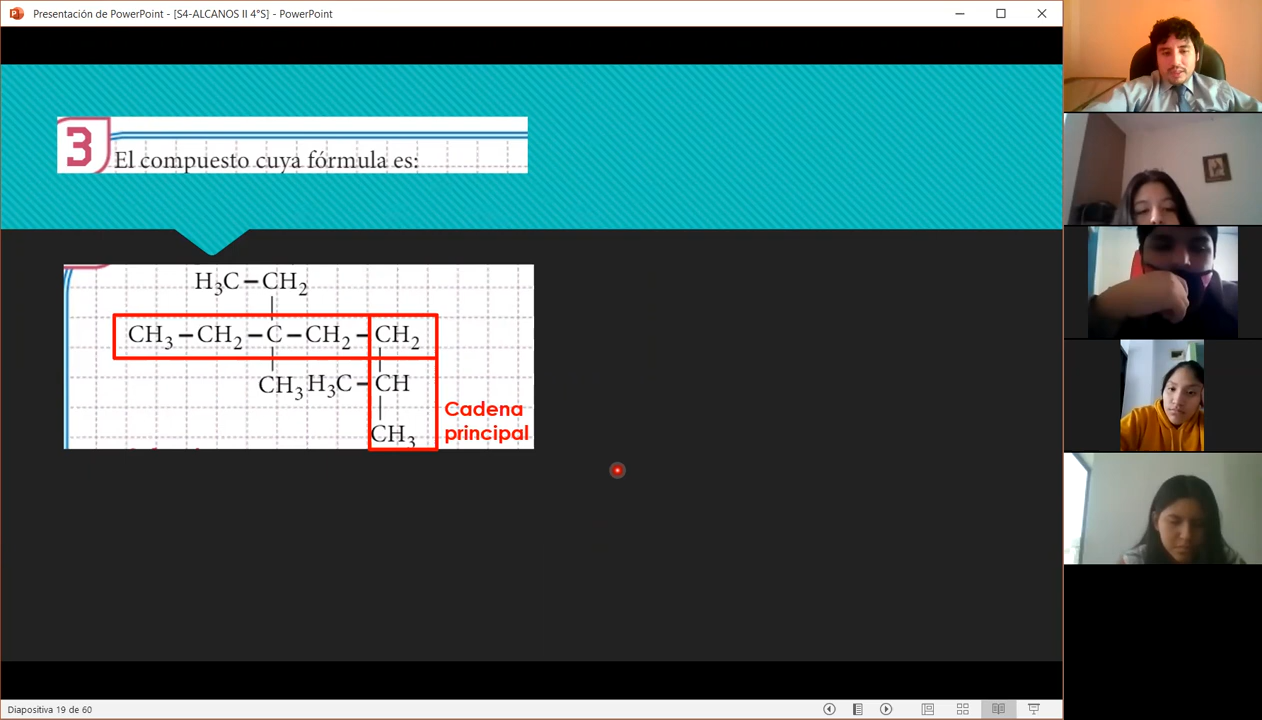 Presentación de PowerPoint - [S4-ALCANOS II 4°S] - PowerPoint
3
El compuesto cuya fórmula es:
H₃C – CH₂
CH₃ – CH₂ – C – CH₂ – CH₂
CH₃ H₃C – CH
CH₃
Cadena
principal
Diapositiva 19 de 60